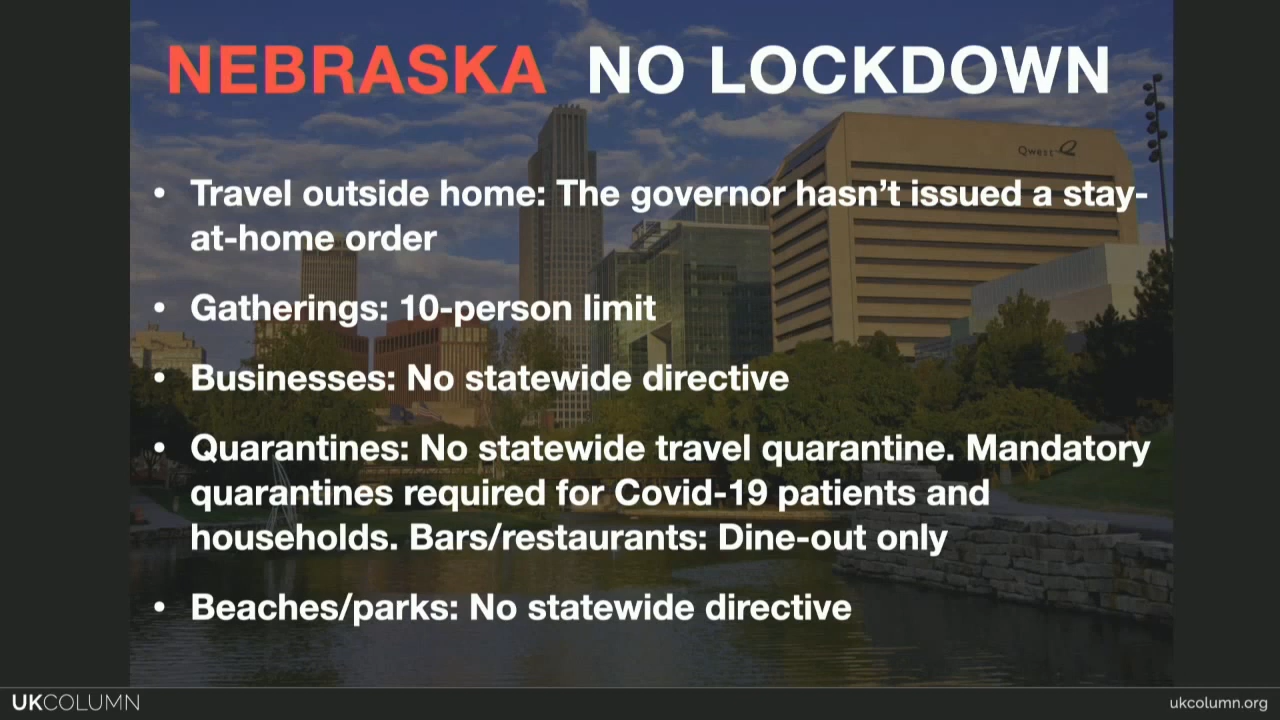 NEBRASKA NO LOCKDOWN
Qwest
• Travel outside home: The governor hasn’t issued a stay-
at-home order
• Gatherings: 10-person limit
• Businesses: No statewide directive
• Quarantines: No statewide travel quarantine. Mandatory
quarantines required for Covid-19 patients and
households. Bars/restaurants: Dine-out only
• Beaches/parks: No statewide directive
UKCOLUMN
ukcolumn.org